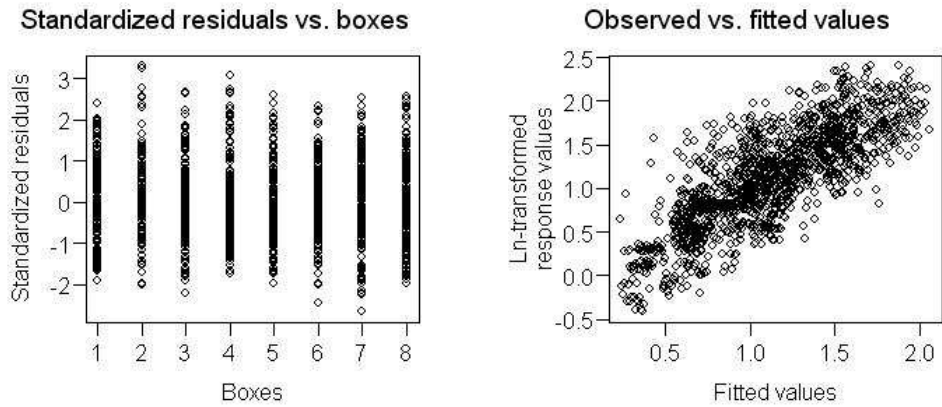 Standardized residuals vs. boxes
Standardized residuals
3
2
1
0
-1
-2
1 2 3 4 5 6 7 8
Boxes
Observed vs. fitted values
Ln-transformed
response values
2.5
2.0
1.5
1.0
0.5
0.0
-0.5
0.5 1.0 1.5 2.0
Fitted values